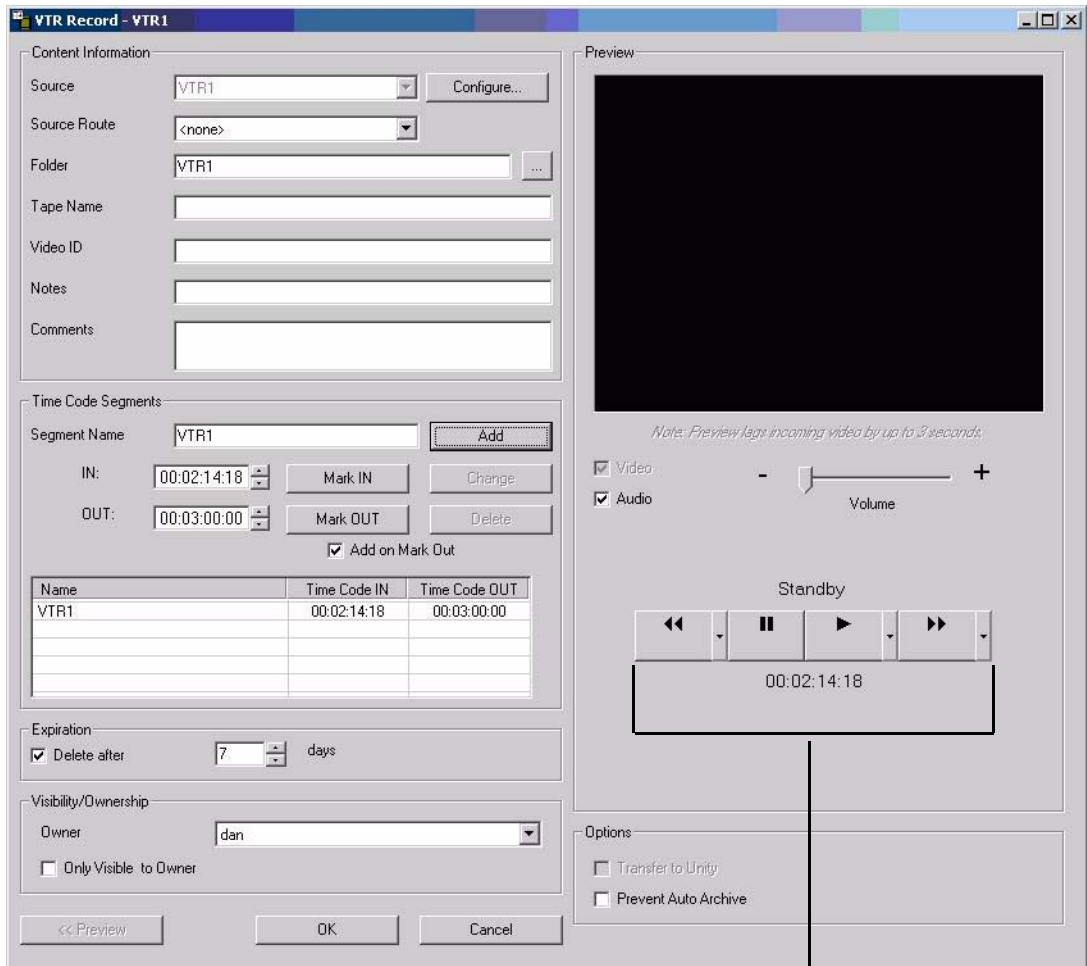 VTR Record - VTR1
Content Information
Source
VTR1
Configure...
Source Route
<none>
Folder
VTR1
...
Tape Name
Video ID
Notes
Comments
Time Code Segments
Segment Name
VTR1
Add
IN:
00:02:14:18
Mark IN
Change
OUT:
00:03:00:00
Mark OUT
Delete
Add on Mark Out
Name Time Code IN Time Code OUT
VTR1 00:02:14:18 00:03:00:00
Expiration
Delete after
7
days
Visibility/Ownership
Owner
dan
Only Visible to Owner
<< Preview
OK
Cancel
Preview
Note: Preview lags incoming video by up to 3 seconds.
Video
Audio
- +
Volume
Standby
00:02:14:18
Options
Transfer to Unity
Prevent Auto Archive